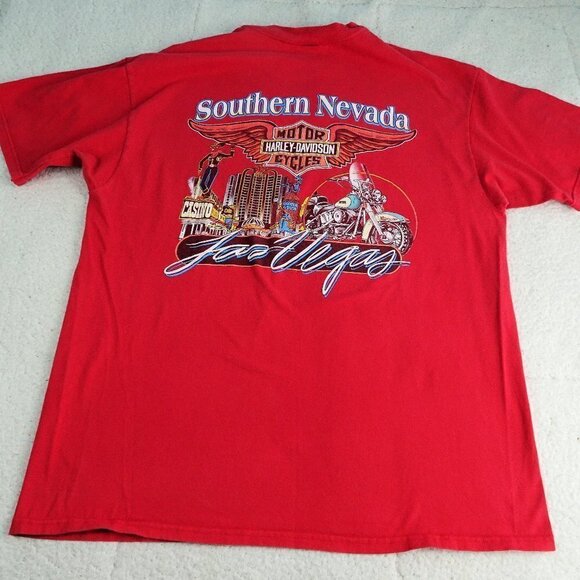 Southern Nevada
MOTOR
HARLEY-DAVIDSON
CYCLES
CASINO
Las Vegas